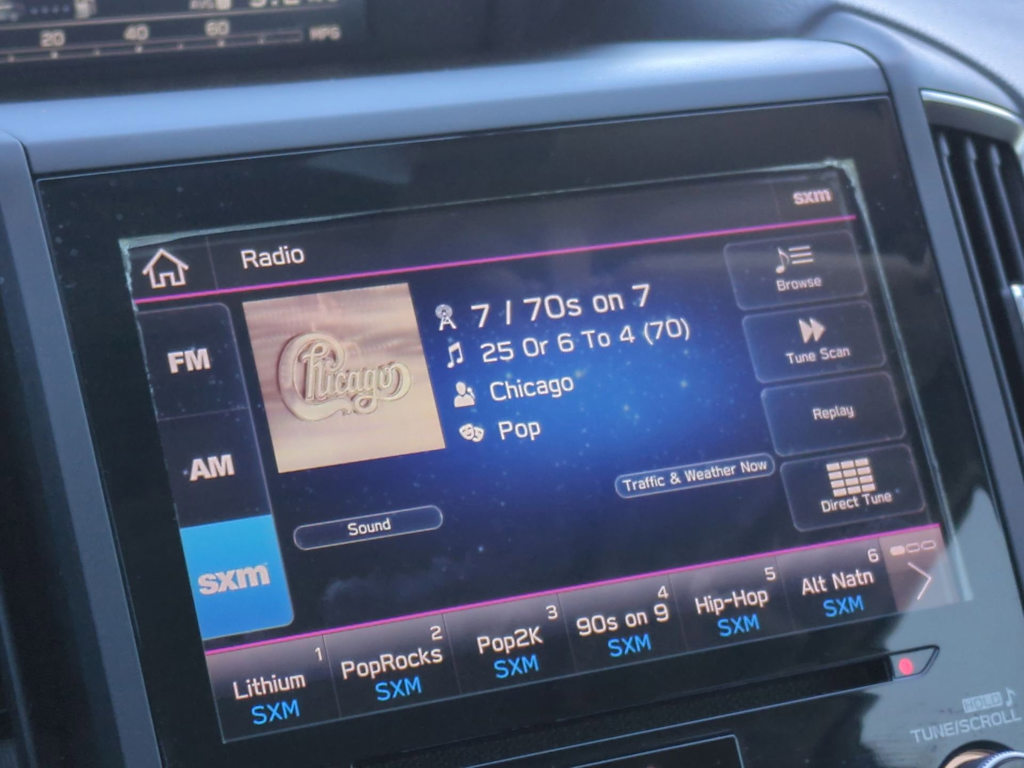 20 40 60 MPG
sxm
Radio
FM
AM
sxm
Chicago
7 / 70s on 7
25 Or 6 To 4 (70)
Chicago
Pop
Browse
Tune Scan
Replay
Direct Tune
Traffic & Weather Now
Sound
1
Lithium
SXM
2
PopRocks
SXM
3
Pop2K
SXM
4
90s on 9
SXM
5
Hip-Hop
SXM
6
Alt Natn
SXM
HOLD
TUNE/SCROLL